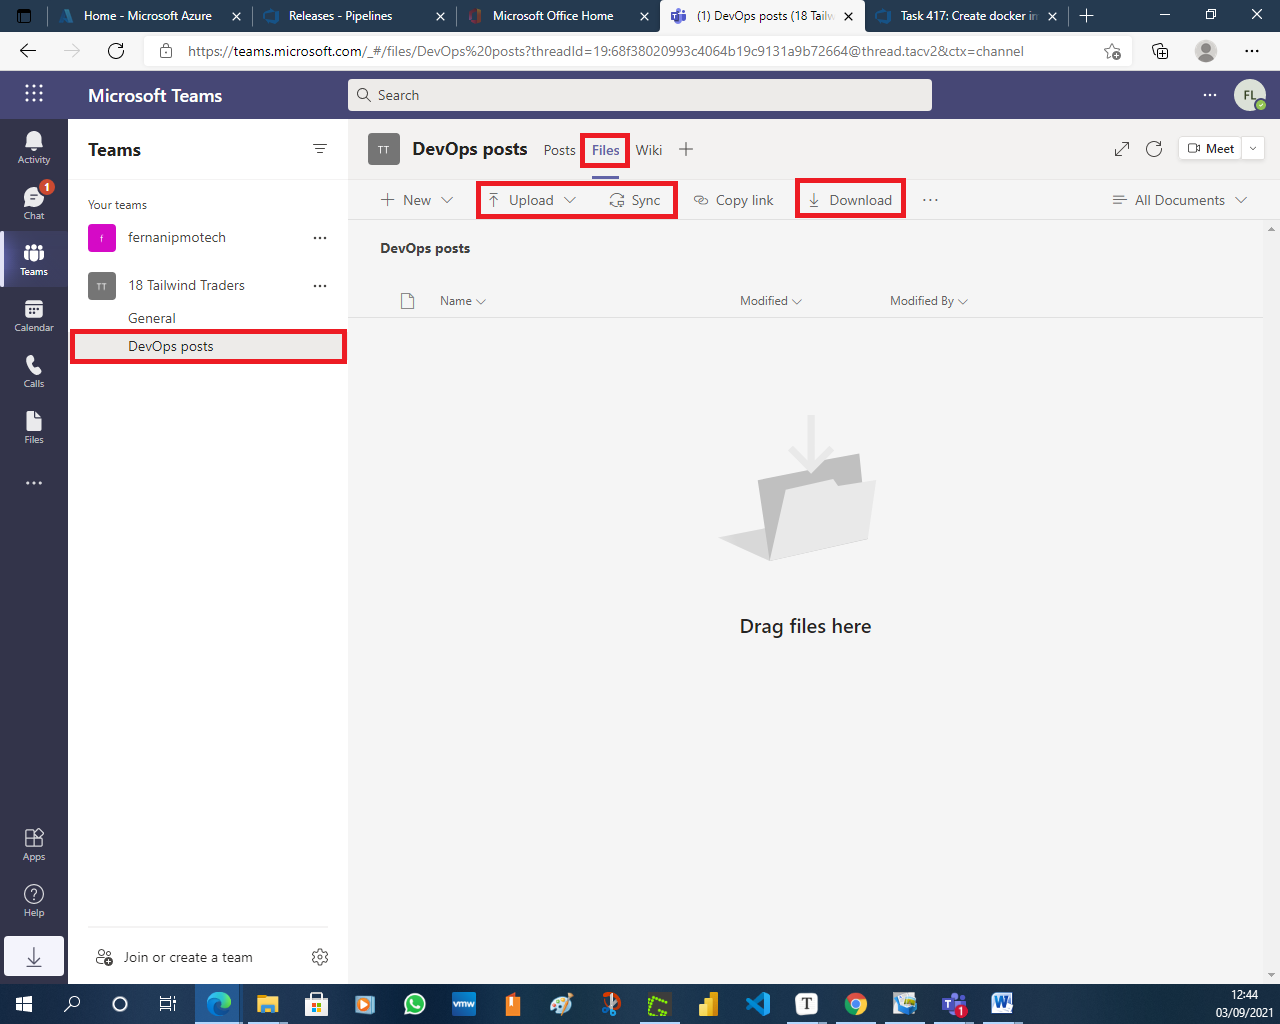 Home - Microsoft Azure
Releases - Pipelines
Microsoft Office Home
(1) DevOps posts (18 Tailw
Task 417: Create docker in
https://teams.microsoft.com/_#/files/DevOps%20posts?threadId=19:68f38020993c4064b19c9131a9b72664@thread.tacv2&ctx=channel
Microsoft Teams
Search
FL
Activity
Chat
1
Teams
Calendar
Calls
Files
Apps
Help
Teams
Your teams
f
fernanipmotech
TT
18 Tailwind Traders
General
DevOps posts
Join or create a team
TT
DevOps posts
Posts
Files
Wiki
Meet
New
Upload
Sync
Copy link
Download
All Documents
DevOps posts
Name
Modified
Modified By
Drag files here
vmw
T
1
W
12:44
03/09/2021